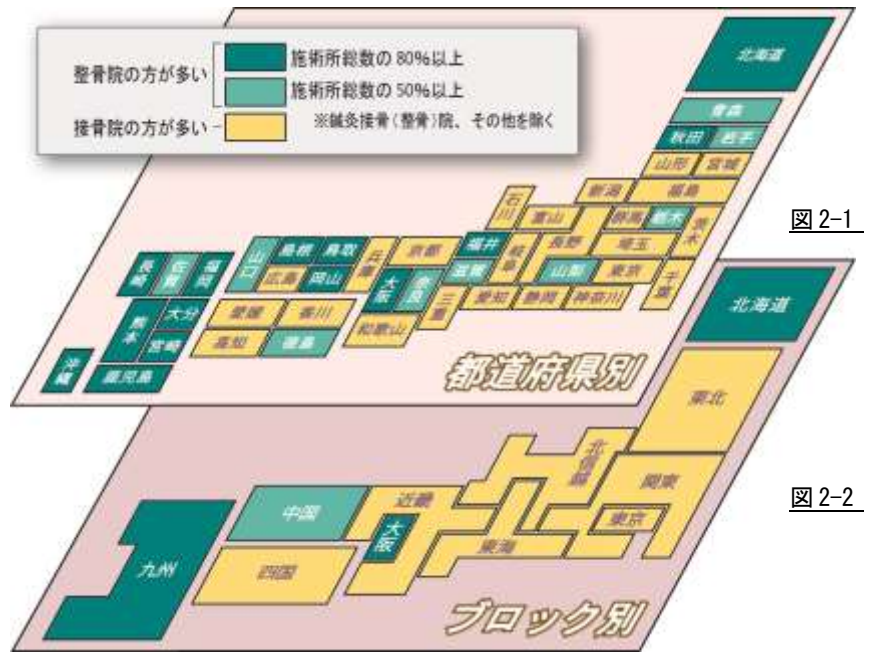 整骨院の方が多い
施術所総数の 80%以上
施術所総数の 50%以上
接骨院の方が多い
※鍼灸接骨(整骨)院、その他を除く
北海道
青森
秋田
岩手
山形
宮城
新潟
福島
石川
富山
群馬
栃木
茨木
福井
岐阜
長野
埼玉
滋賀
山梨
東京
千葉
愛知
静岡
神奈川
京都
兵庫
大阪
奈良
三重
和歌山
山口
島根
鳥取
広島
岡山
愛媛
香川
高知
徳島
長崎
佐賀
福岡
熊本
大分
宮崎
鹿児島
沖縄
都道府県別
図 2-1
北海道
東北
北信越
関東
東京
東海
近畿
大阪
中国
四国
九州
ブロック別
図 2-2